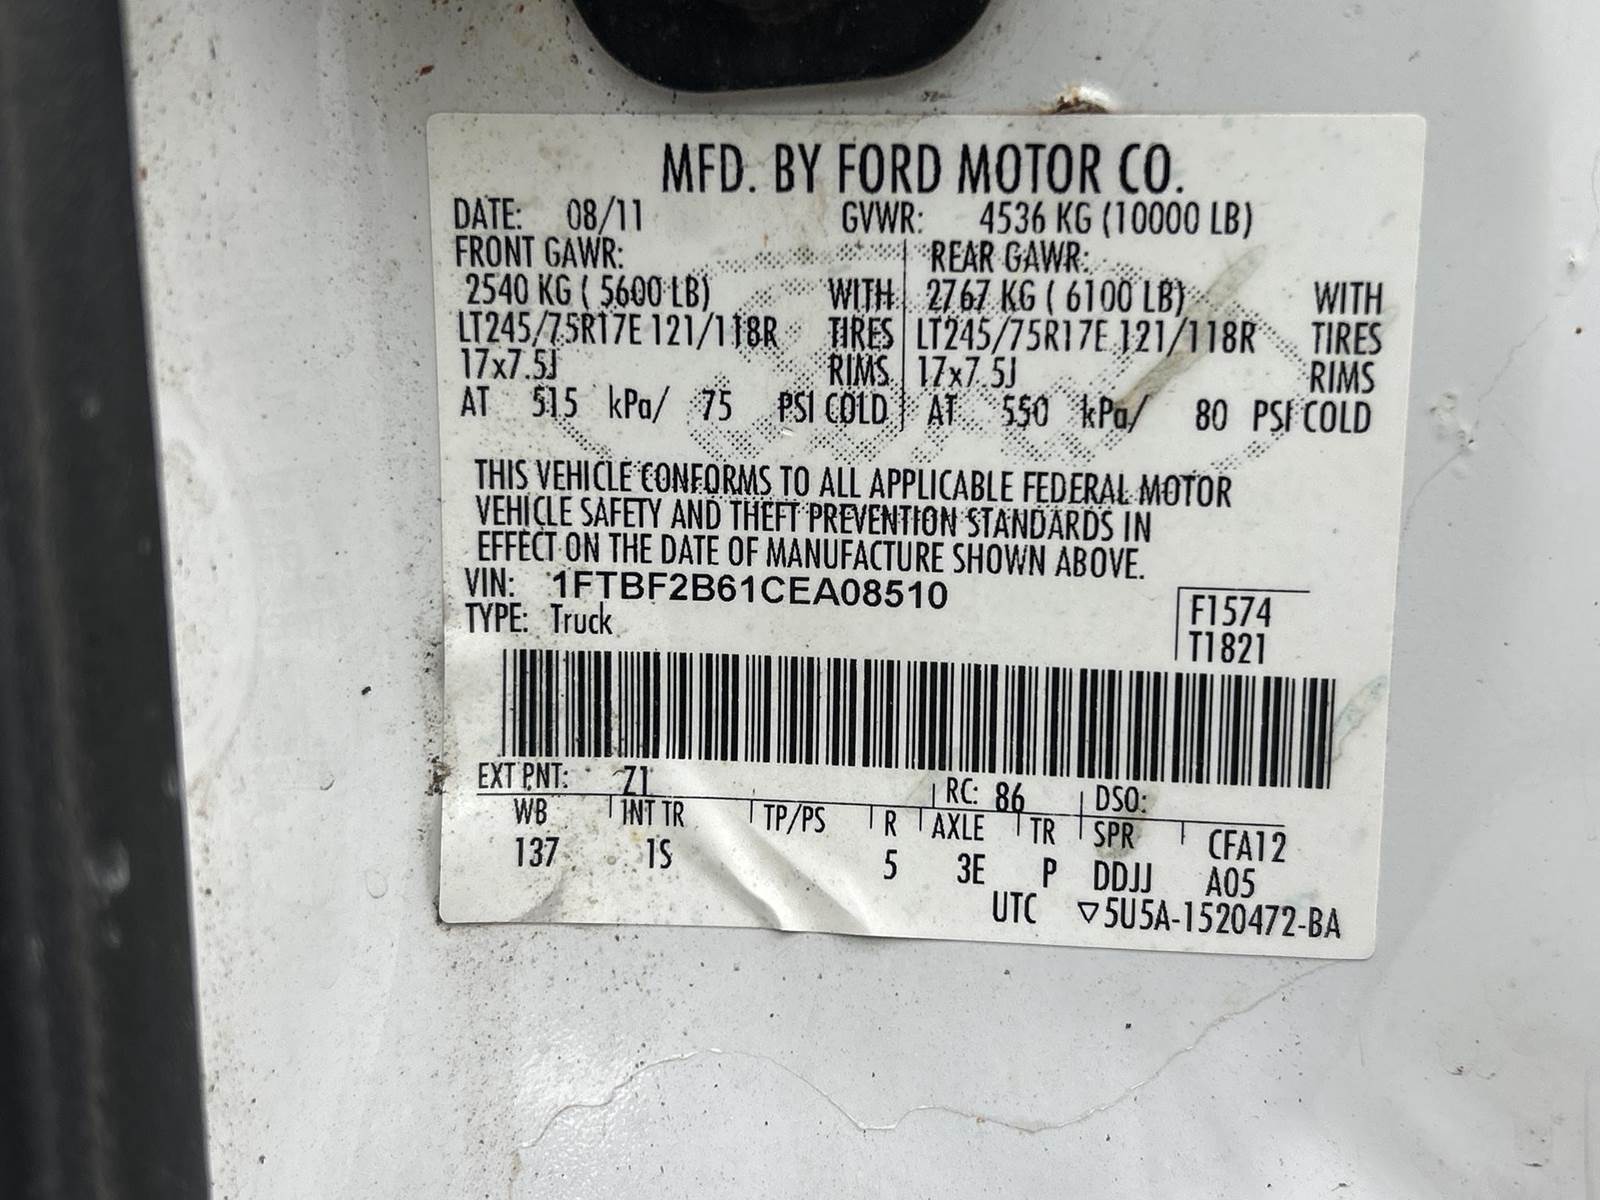 MFD. BY FORD MOTOR CO.
DATE: 08/11 GVWR: 4536 KG (10000 LB)
FRONT GAWR: REAR GAWR:
2540 KG ( 5600 LB) WITH 2767 KG ( 6100 LB) WITH
LT245/75R17E 121/118R TIRES LT245/75R17E 121/118R TIRES
17x7.5J RIMS 17x7.5J RIMS
AT 515 kPa/ 75 PSI COLD AT 550 kPa/ 80 PSI COLD
THIS VEHICLE CONFORMS TO ALL APPLICABLE FEDERAL MOTOR
VEHICLE SAFETY AND THEFT PREVENTION STANDARDS IN
EFFECT ON THE DATE OF MANUFACTURE SHOWN ABOVE.
VIN: 1FTBF2B61CEA08510
TYPE: Truck
F1574
T1821
EXT PNT: Z1 RC: 86 DSO:
WB INT TR TP/PS R AXLE TR SPR CFA12
137 1S 5 3E P DDJJ A05
UTC ▽5U5A-1520472-BA